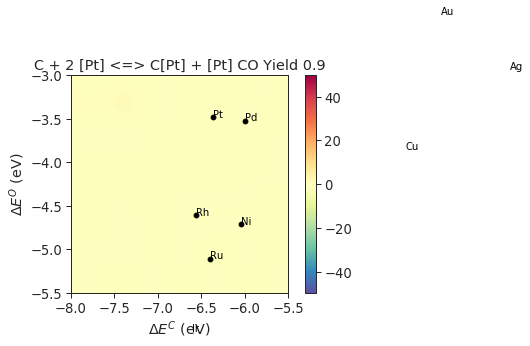 Au
Ag
C + 2 [Pt] <=> C[Pt] + [Pt] CO Yield 0.9
Cu
−3.0
−3.5
−4.0
−4.5
−5.0
−5.5
ΔE^O (eV)
Pt
Pd
Rh
Ni
Ru
40
20
0
−20
−40
−8.0 −7.5 −7.0 −6.5 −6.0 −5.5
ΔE^C (eV)
Ir